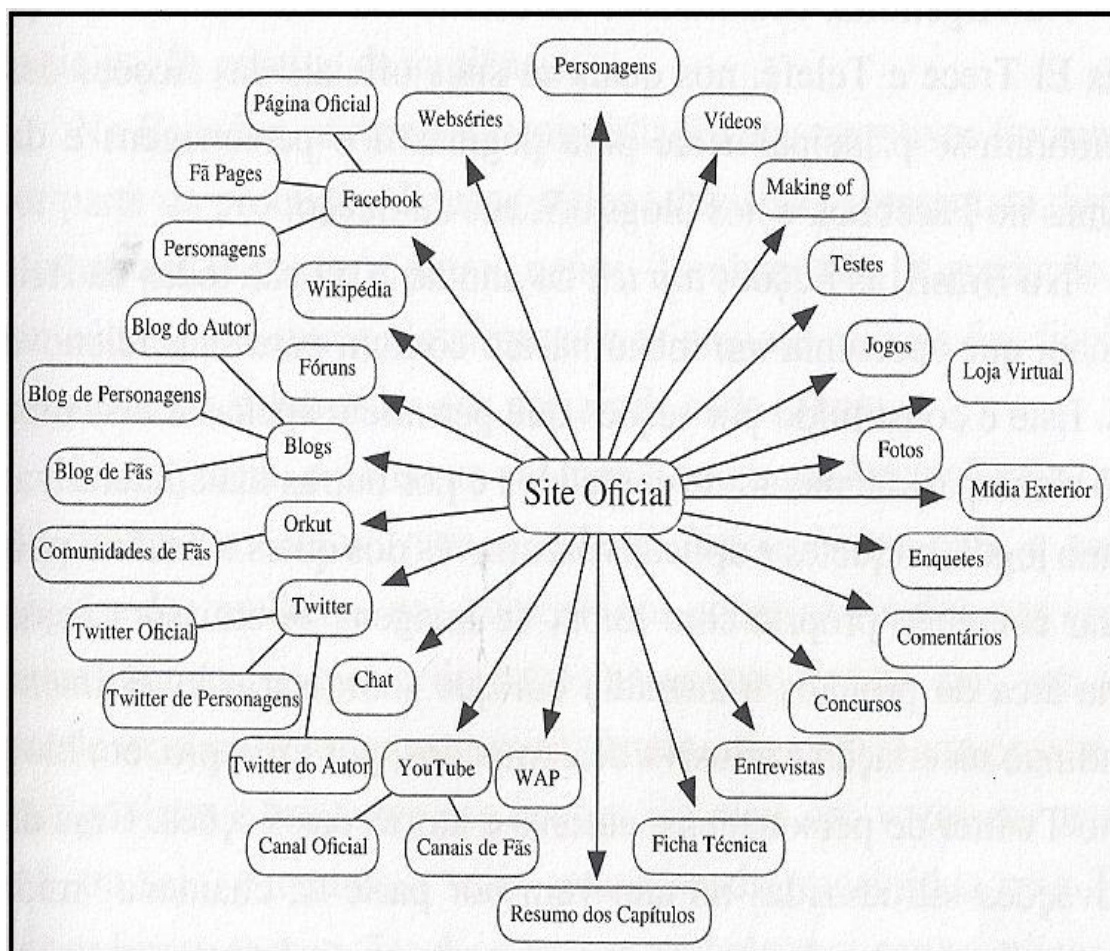 Personagens
Vídeos
Making of
Testes
Jogos
Loja Virtual
Fotos
Mídia Exterior
Enquetes
Comentários
Concursos
Entrevistas
Ficha Técnica
Resumo dos Capítulos
WAP
YouTube
Canal Oficial
Canais de Fãs
Chat
Twitter
Twitter Oficial
Twitter de Personagens
Twitter do Autor
Orkut
Comunidades de Fãs
Blogs
Blog do Autor
Blog de Personagens
Blog de Fãs
Fóruns
Wikipédia
Facebook
Página Oficial
Fã Pages
Personagens
Webséries
Site Oficial